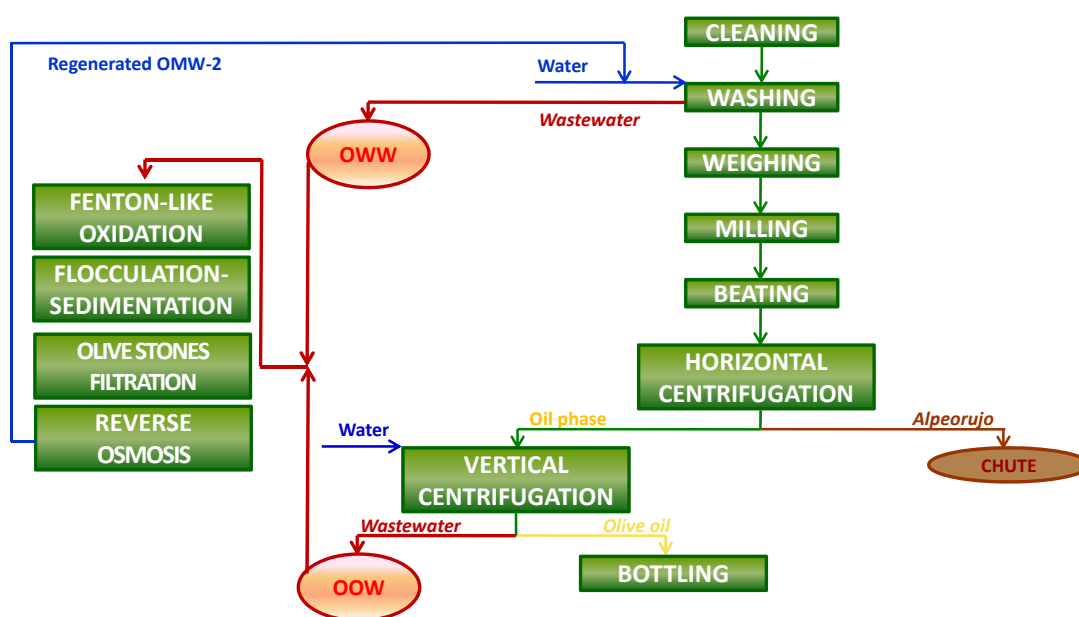 CLEANING
Regenerated OMW-2
Water
WASHING
Wastewater
OWW
WEIGHING
FENTON-LIKE
OXIDATION
MILLING
FLOCCULATION-
SEDIMENTATION
BEATING
OLIVE STONES
FILTRATION
HORIZONTAL
CENTRIFUGATION
REVERSE
OSMOSIS
Oil phase
Alpeorujo
Water
VERTICAL
CENTRIFUGATION
CHUTE
Wastewater
Olive oil
OOW
BOTTLING